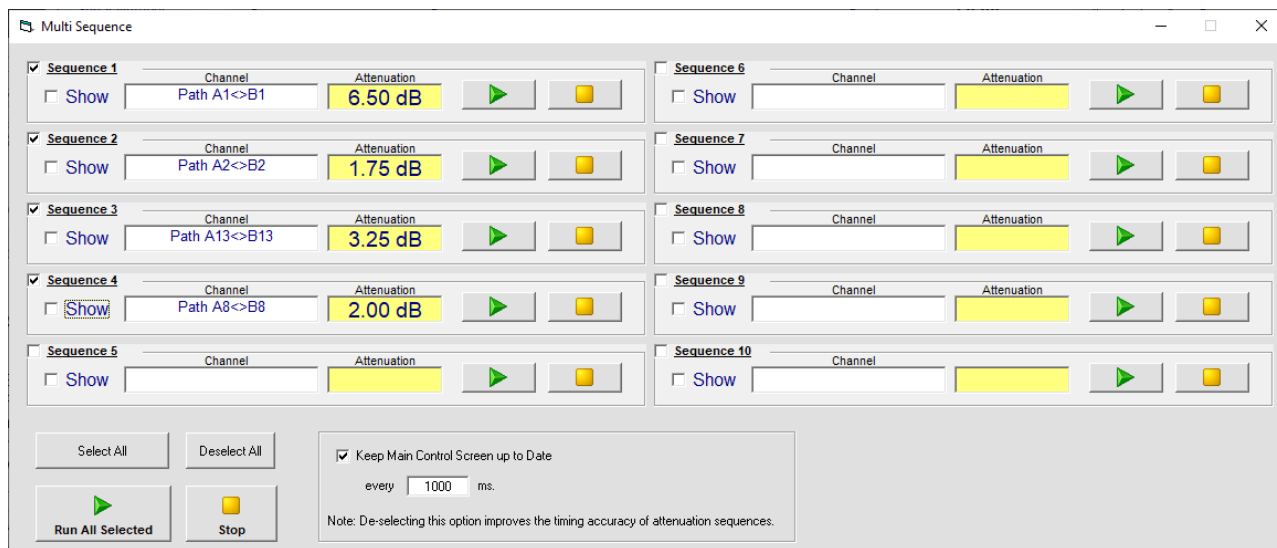 Multi Sequence
Sequence 1
Channel Attenuation
Show Path A1<>B1 6.50 dB
Sequence 2
Channel Attenuation
Show Path A2<>B2 1.75 dB
Sequence 3
Channel Attenuation
Show Path A13<>B13 3.25 dB
Sequence 4
Channel Attenuation
Show Path A8<>B8 2.00 dB
Sequence 5
Channel Attenuation
Show
Sequence 6
Channel Attenuation
Show
Sequence 7
Channel Attenuation
Show
Sequence 8
Channel Attenuation
Show
Sequence 9
Channel Attenuation
Show
Sequence 10
Channel Attenuation
Show
Select All Deselect All
Run All Selected Stop
Keep Main Control Screen up to Date
every 1000 ms.
Note: De-selecting this option improves the timing accuracy of attenuation sequences.